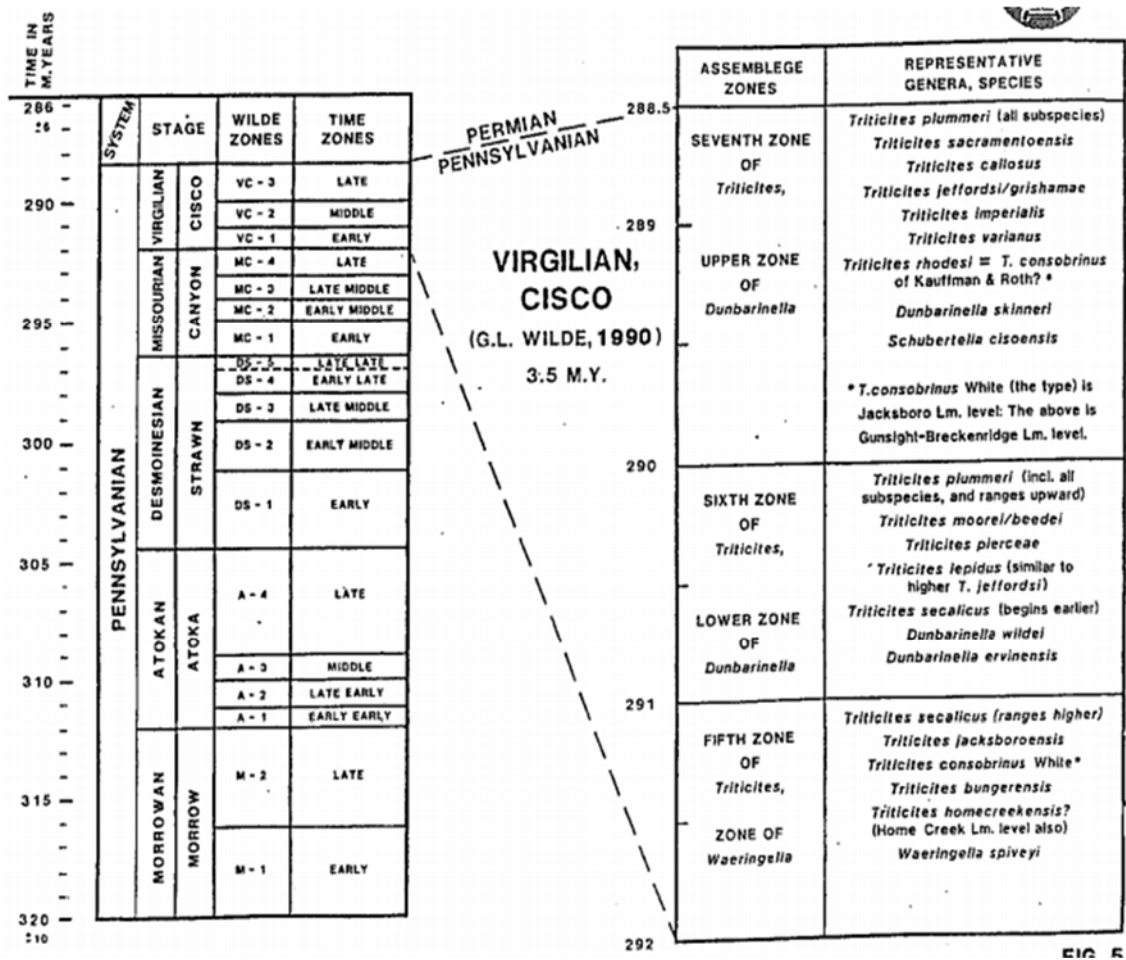 TIME IN
M.YEARS
286
±6
290
295
300
305
310
315
320
±10
SYSTEM
STAGE
WILDE
ZONES
TIME
ZONES
PENNSYLVANIAN
VIRGILIAN
CISCO
VC - 3 LATE
VC - 2 MIDDLE
VC - 1 EARLY
MISSOURIAN
CANYON
MC - 4 LATE
MC - 3 LATE MIDDLE
MC - 2 EARLY MIDDLE
MC - 1 EARLY
DESMOINESIAN
STRAWN
DS - 5 LATE LATE
DS - 4 EARLY LATE
DS - 3 LATE MIDDLE
DS - 2 EARLY MIDDLE
DS - 1 EARLY
ATOKAN
ATOKA
A - 4 LATE
A - 3 MIDDLE
A - 2 LATE EARLY
A - 1 EARLY EARLY
MORROWAN
MORROW
M - 2 LATE
M - 1 EARLY
PERMIAN
PENNSYLVANIAN
VIRGILIAN,
CISCO
(G.L. WILDE, 1990)
3.5 M.Y.
288.5
289
290
291
292
ASSEMBLEGE
ZONES
REPRESENTATIVE
GENERA, SPECIES
SEVENTH ZONE
OF
Triticites,
UPPER ZONE
OF
Dunbarinella
Triticites plummeri (all subspecies)
Triticites sacramentoensis
Triticites callosus
Triticites jeffordsi/grishamae
Triticites imperialis
Triticites varianus
Triticites rhodesi = T. consobrinus
of Kauffman & Roth? *
Dunbarinella skinneri
Schubertella cisoensis
* T.consobrinus White (the type) is
Jacksboro Lm. level: The above is
Gunsight-Breckenridge Lm. level.
SIXTH ZONE
OF
Triticites,
LOWER ZONE
OF
Dunbarinella
Triticites plummeri (incl. all
subspecies, and ranges upward)
Triticites moorei/beedei
Triticites pierceae
Triticites lepidus (similar to
higher T. jeffordsi)
Triticites secalicus (begins earlier)
Dunbarinella wildei
Dunbarinella ervinensis
FIFTH ZONE
OF
Triticites,
ZONE OF
Waeringella
Triticites secalicus (ranges higher)
Triticites jacksboroensis
Triticites consobrinus White*
Triticites bungerensis
Triticites homecreekensis?
(Home Creek Lm. level also)
Waeringella spiveyi
FIG. 5